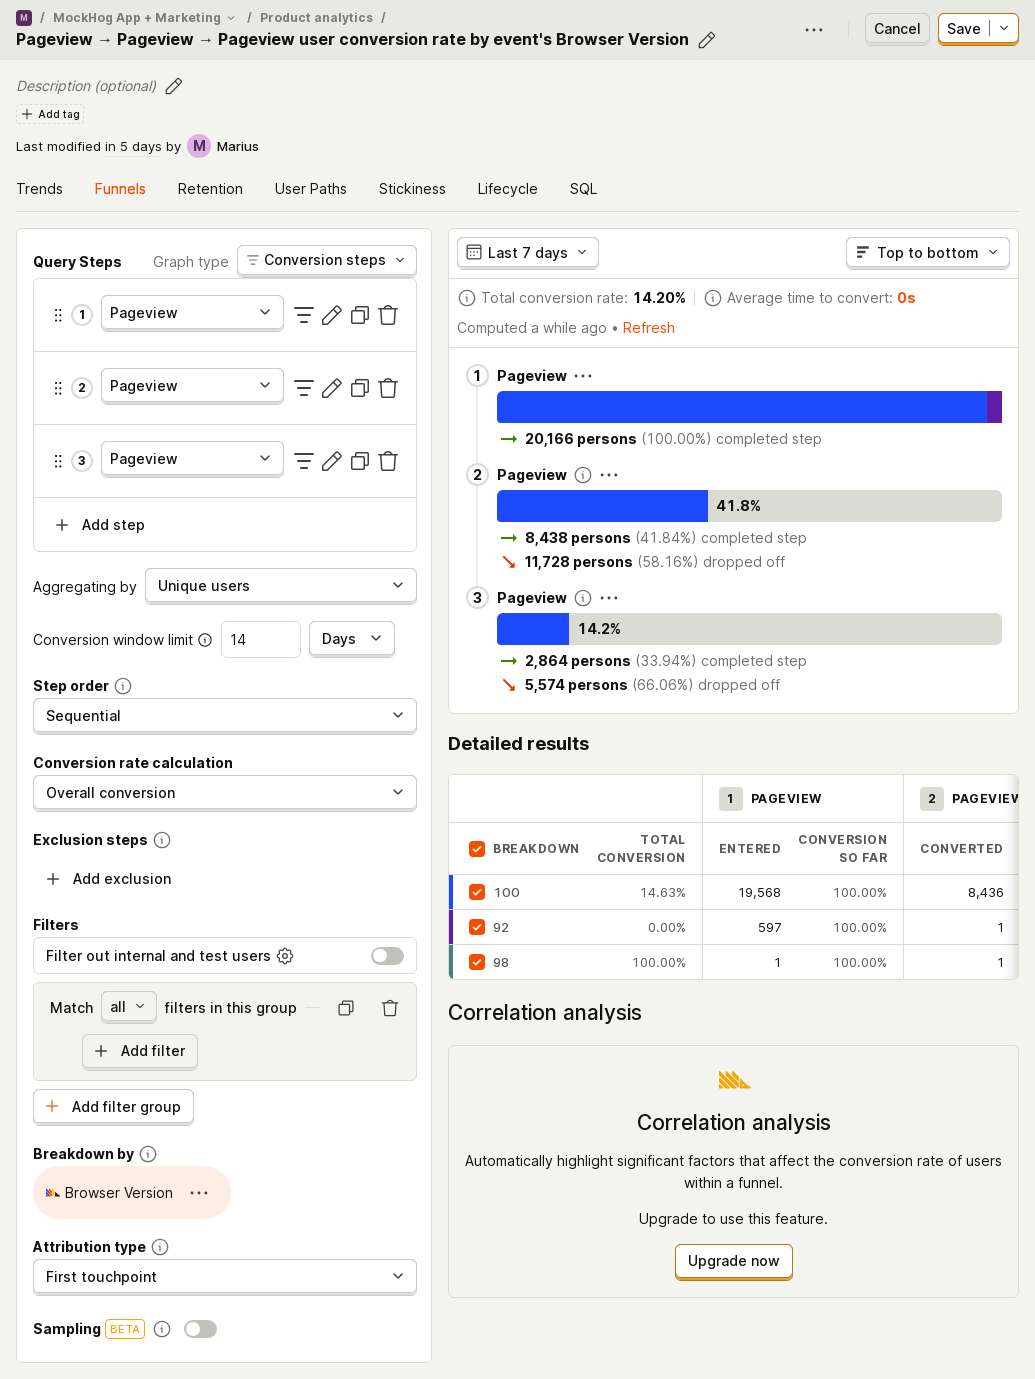 M / MockHog App + Marketing / Product analytics /
Pageview → Pageview → Pageview user conversion rate by event's Browser Version
Cancel
Save
Description (optional)
Add tag
Last modified in 5 days by M Marius
Trends Funnels Retention User Paths Stickiness Lifecycle SQL
Query Steps Graph type Conversion steps
1 Pageview
2 Pageview
3 Pageview
Add step
Aggregating by Unique users
Conversion window limit 14 Days
Step order
Sequential
Conversion rate calculation
Overall conversion
Exclusion steps
Add exclusion
Filters
Filter out internal and test users
Match all filters in this group
Add filter
Add filter group
Breakdown by
Browser Version
Attribution type
First touchpoint
Sampling BETA
Last 7 days Top to bottom
Total conversion rate: 14.20% Average time to convert: 0s
Computed a while ago • Refresh
1 Pageview
20,166 persons (100.00%) completed step
2 Pageview
41.8%
8,438 persons (41.84%) completed step
11,728 persons (58.16%) dropped off
3 Pageview
14.2%
2,864 persons (33.94%) completed step
5,574 persons (66.06%) dropped off
Detailed results
1 PAGEVIEW 2 PAGEVIEW
BREAKDOWN TOTAL CONVERSION ENTERED CONVERSION SO FAR CONVERTED
100 14.63% 19,568 100.00% 8,436
92 0.00% 597 100.00% 1
98 100.00% 1 100.00% 1
Correlation analysis
Correlation analysis
Automatically highlight significant factors that affect the conversion rate of users
within a funnel.
Upgrade to use this feature.
Upgrade now